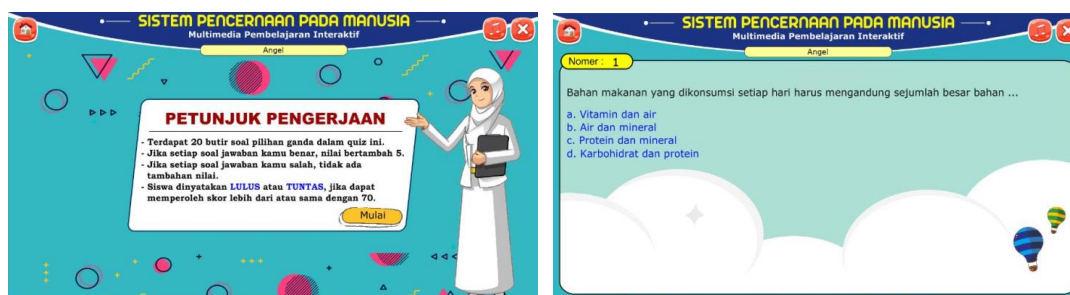 SISTEM PENCERNAAN PADA MANUSIA
Multimedia Pembelajaran Interaktif
Angel
PETUNJUK PENGERJAAN
- Terdapat 20 butir soal pilihan ganda dalam quiz ini.
- Jika setiap soal jawaban kamu benar, nilai bertambah 5.
- Jika setiap soal jawaban kamu salah, tidak ada
tambahan nilai.
- Siswa dinyatakan LULUS atau TUNTAS, jika dapat
memperoleh skor lebih dari atau sama dengan 70.
Mulai
SISTEM PENCERNAAN PADA MANUSIA
Multimedia Pembelajaran Interaktif
Angel
Nomer : 1
Bahan makanan yang dikonsumsi setiap hari harus mengandung sejumlah besar bahan ...
a. Vitamin dan air
b. Air dan mineral
c. Protein dan mineral
d. Karbohidrat dan protein